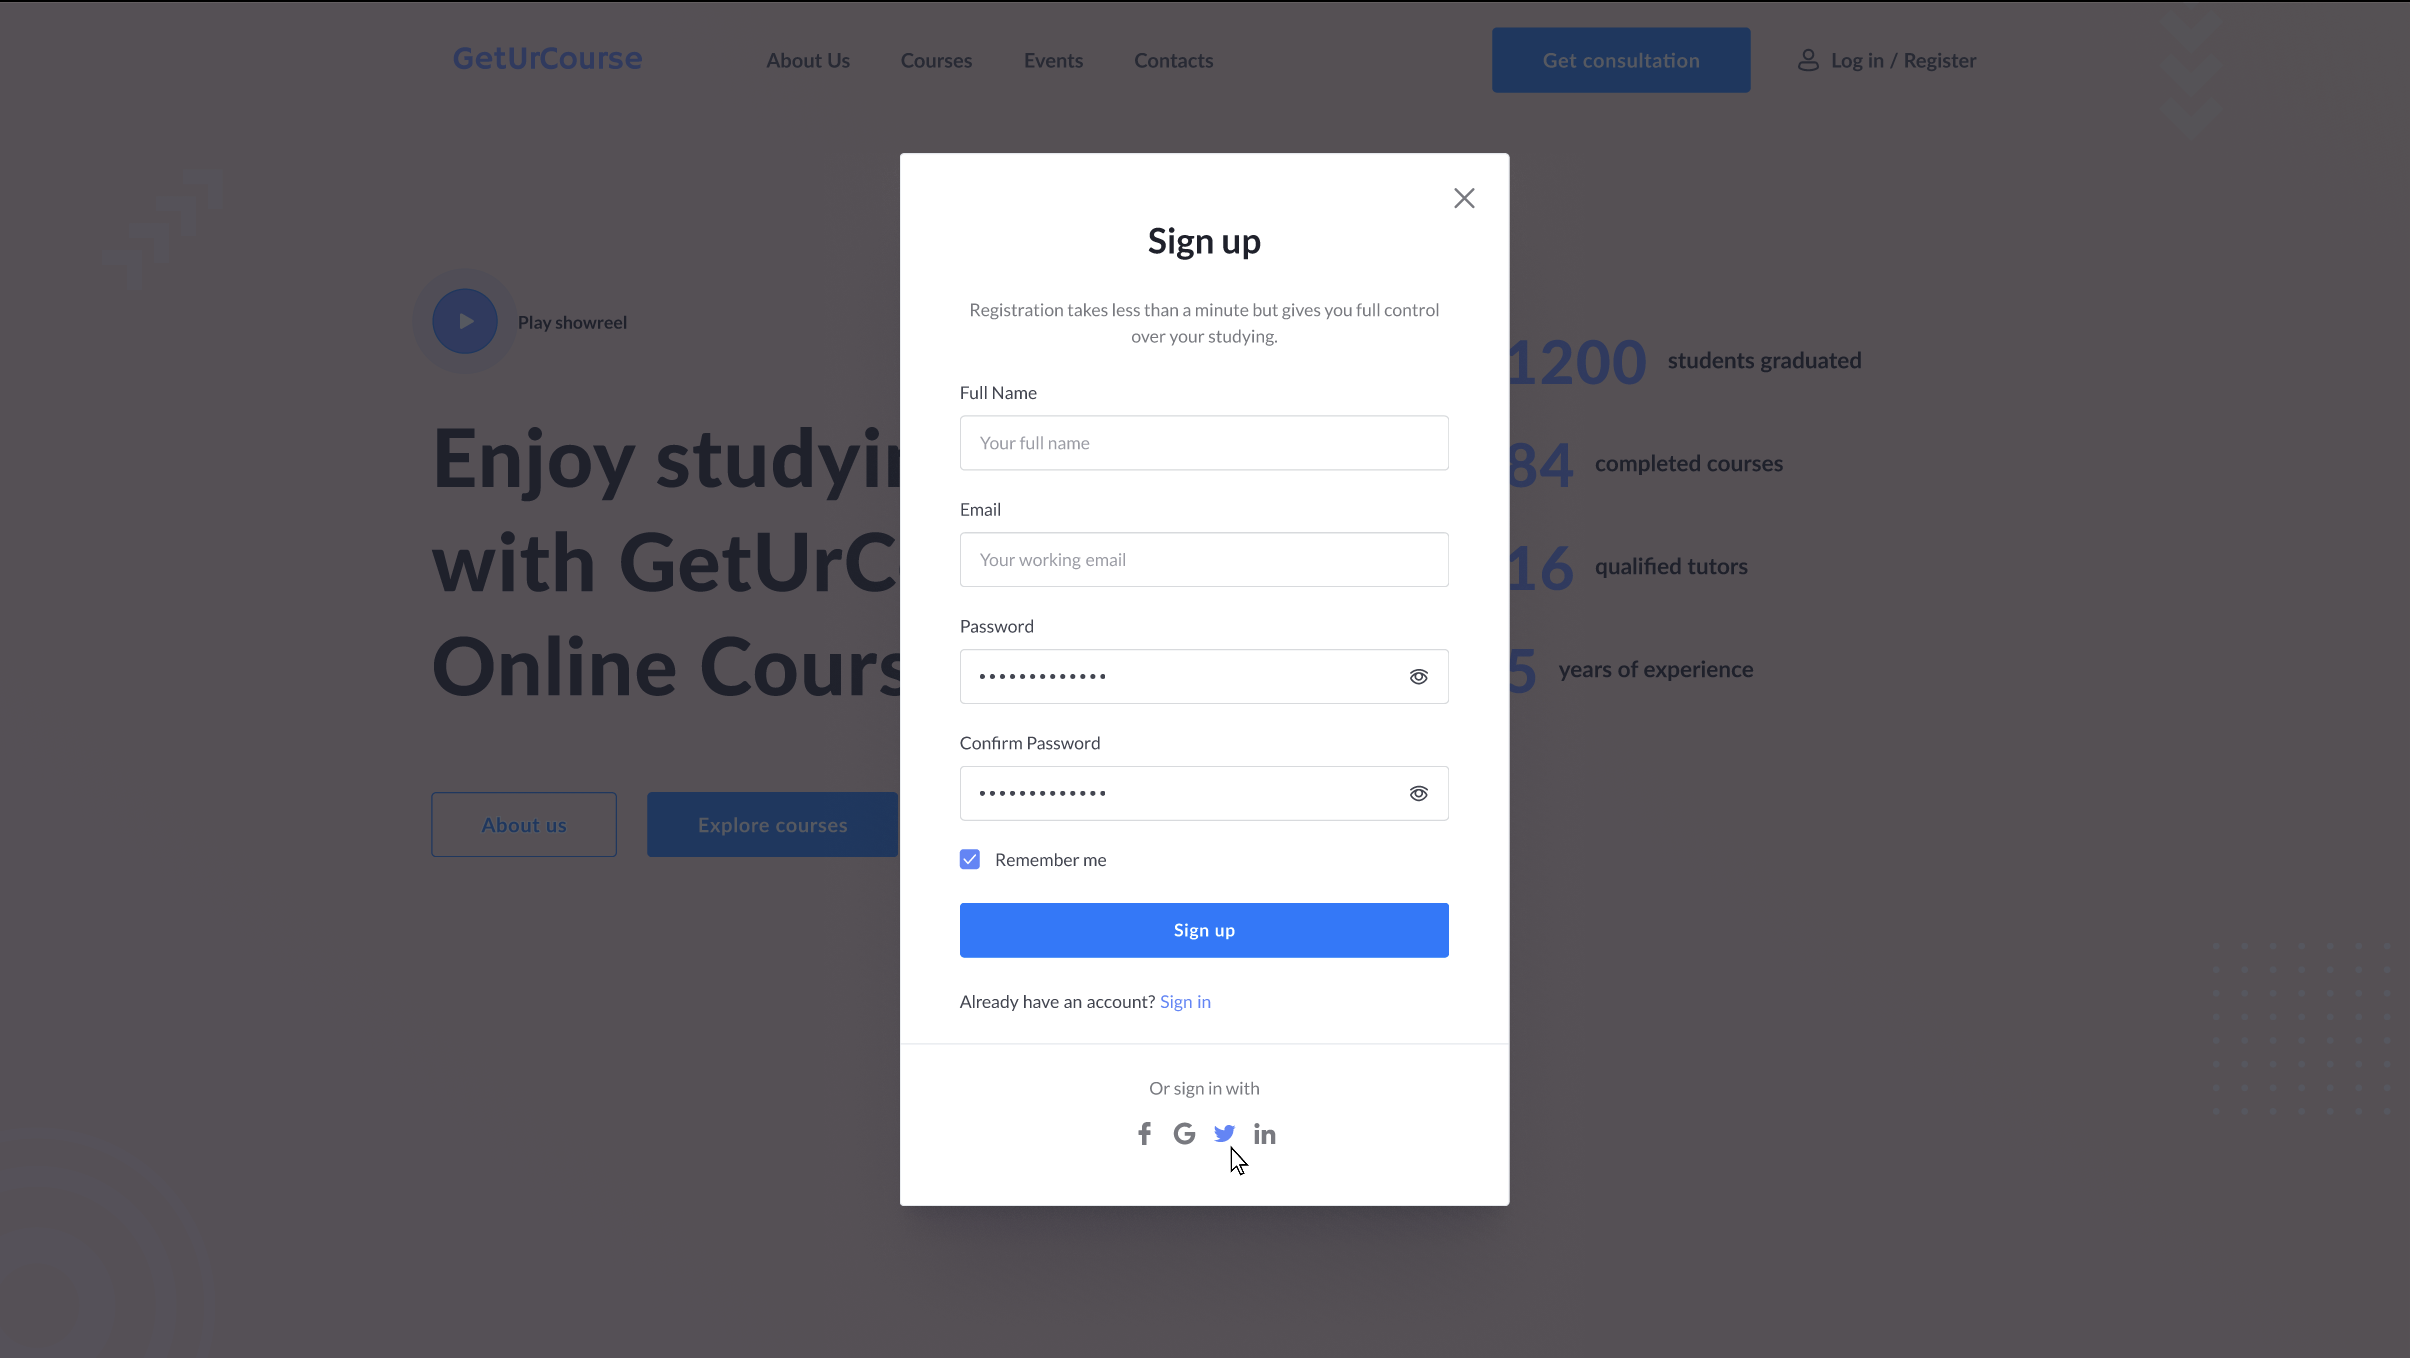 GetUrCourse
About Us
Courses
Events
Contacts
Get consultation
Log in / Register
Play showreel
Enjoy studyin
with GetUrC
Online Cours
About us
Explore courses
Sign up
Registration takes less than a minute but gives you full control
over your studying.
Full Name
Your full name
Email
Your working email
Password
•••••••••••••
Confirm Password
•••••••••••••
Remember me
Sign up
Already have an account? Sign in
Or sign in with
1200 students graduated
84 completed courses
16 qualified tutors
5 years of experience